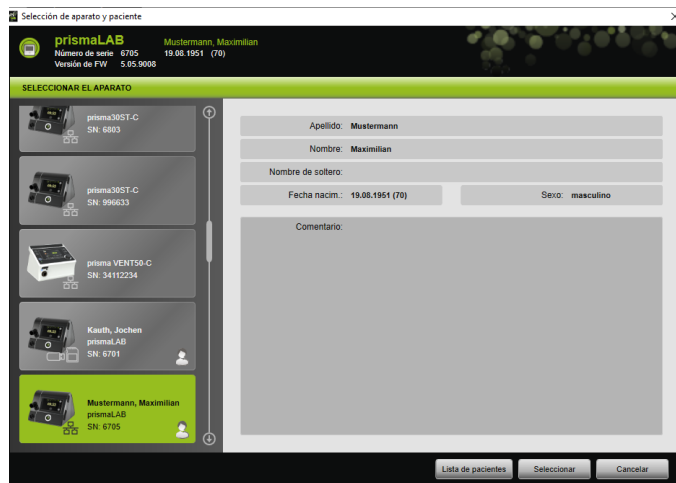 Selección de aparato y paciente
prismaLAB
Mustermann, Maximilian
Número de serie 6705
19.08.1951 (70)
Versión de FW 5.05.9008
SELECCIONAR EL APARATO
prisma30ST-C
SN: 6803
prisma30ST-C
SN: 996633
prisma VENT50-C
SN: 34112234
Kauth, Jochen
prismaLAB
SN: 6701
Mustermann, Maximilian
prismaLAB
SN: 6705
Apellido: Mustermann
Nombre: Maximilian
Nombre de soltero:
Fecha nacim.: 19.08.1951 (70)
Sexo: masculino
Comentario:
Lista de pacientes
Seleccionar
Cancelar